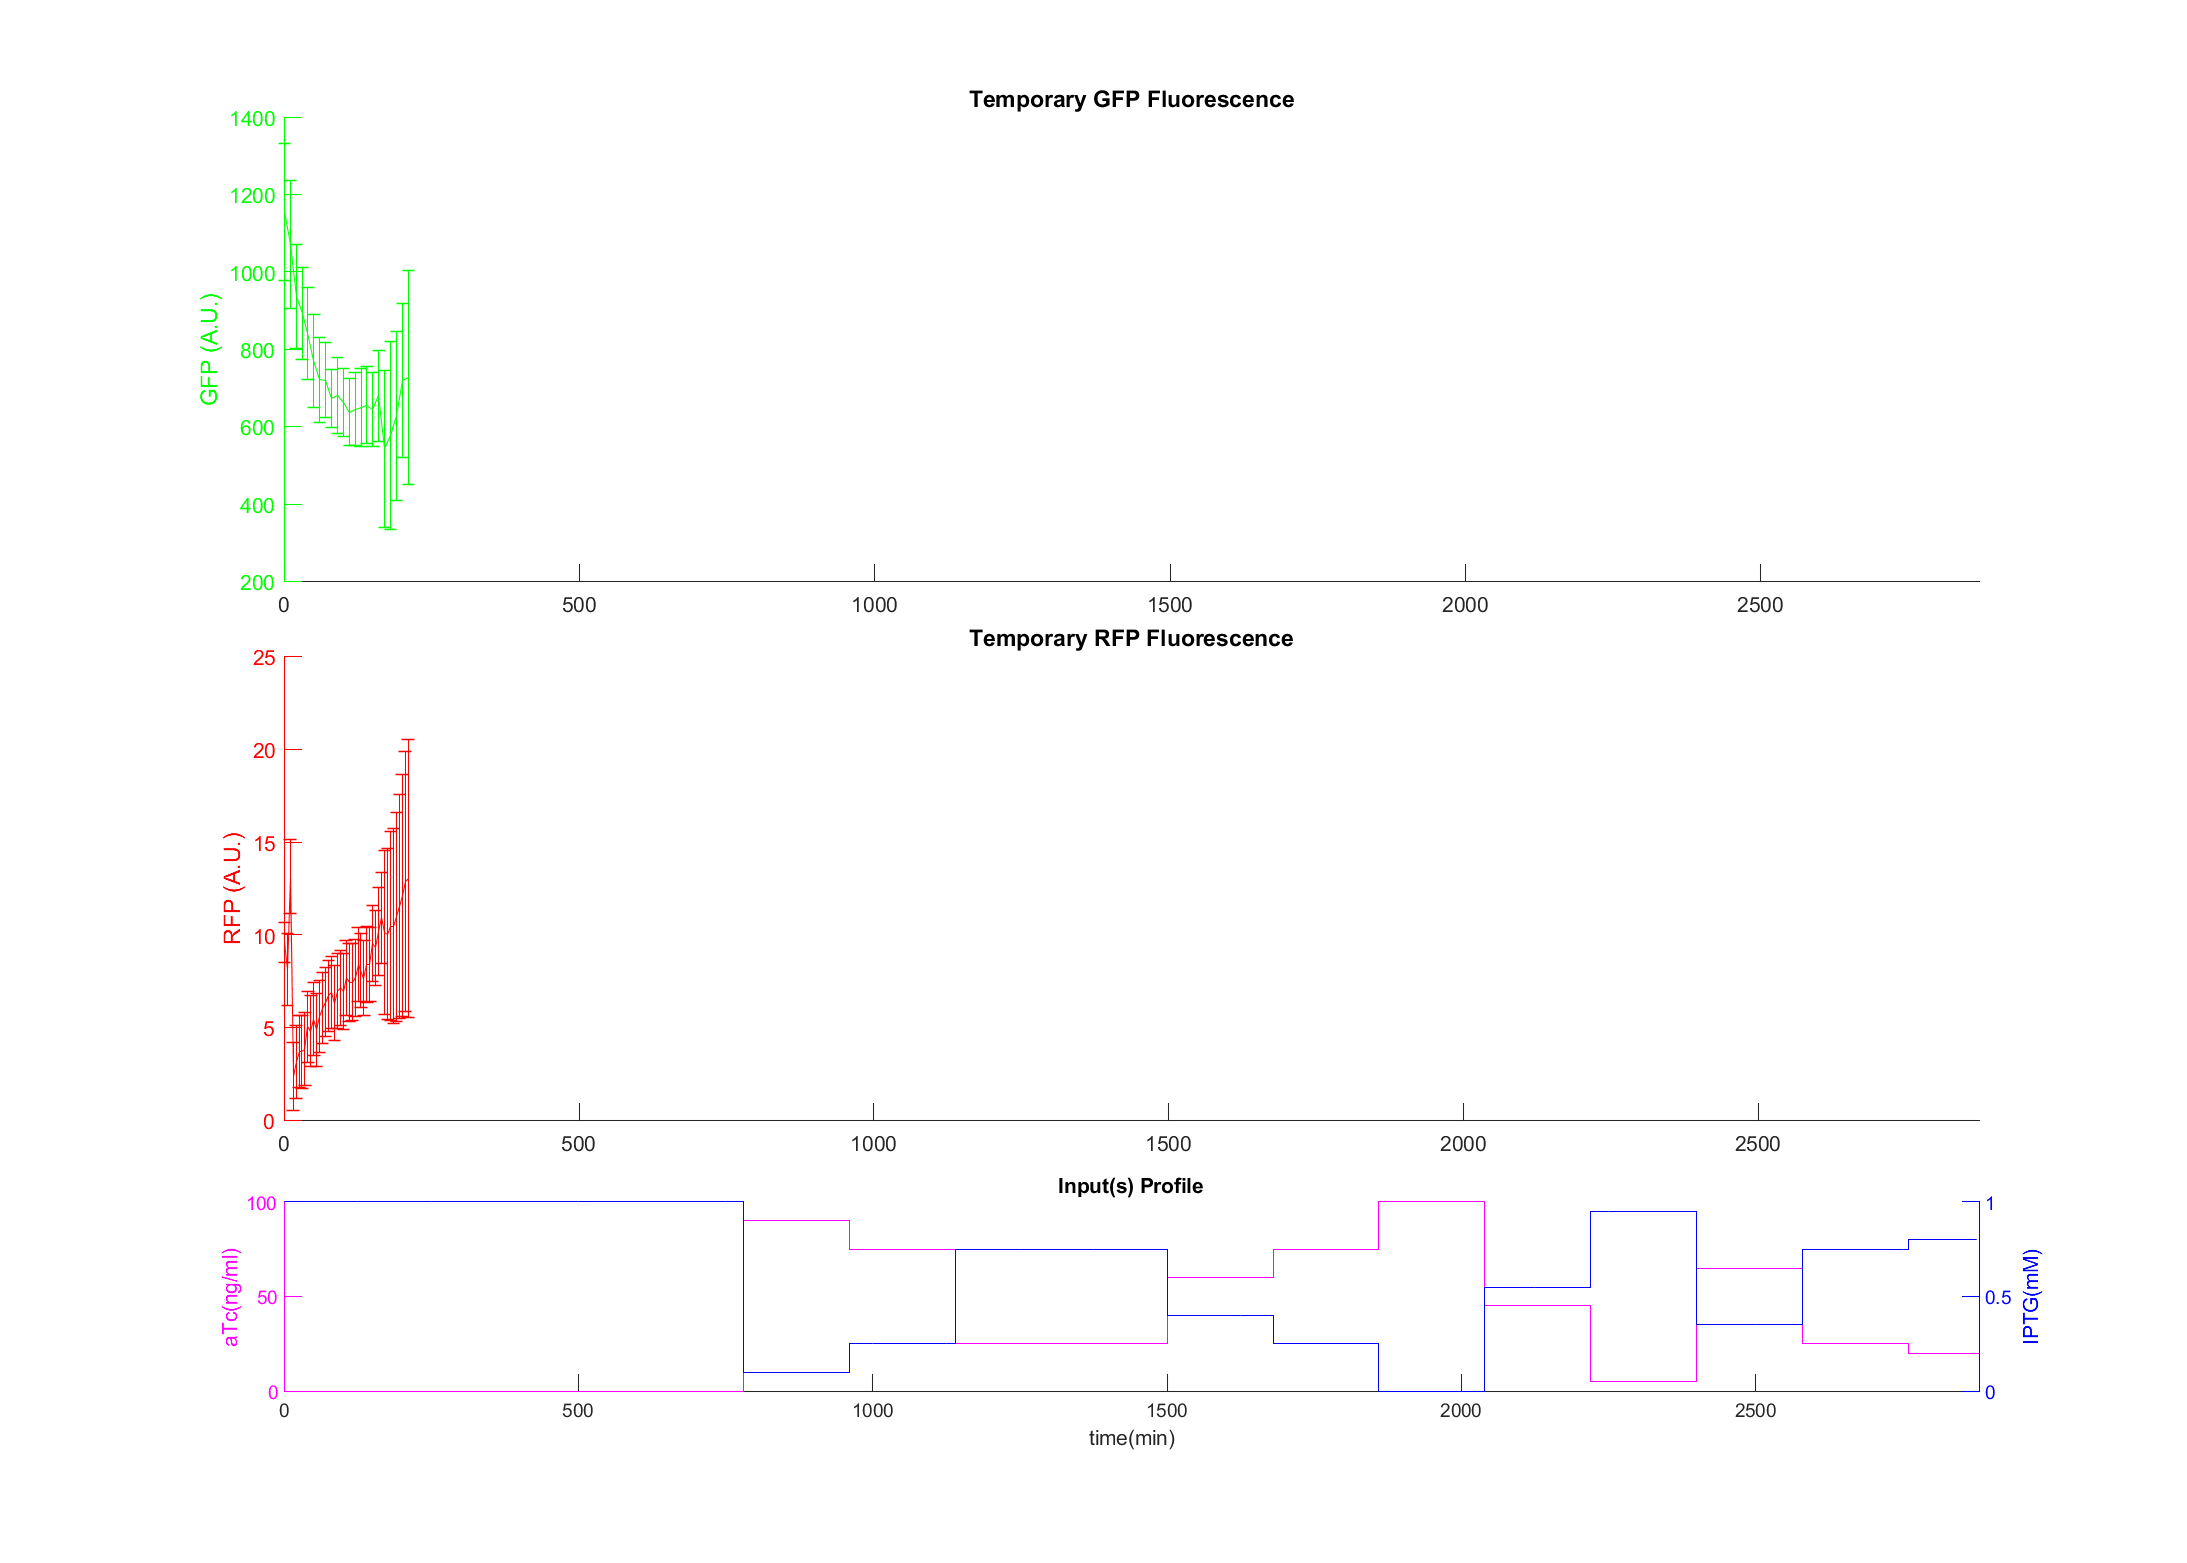 Temporary GFP Fluorescence
1400
1200
1000
800
600
400
200
GFP (A.U.)
0 500 1000 1500 2000 2500
Temporary RFP Fluorescence
25
20
15
10
5
0
RFP (A.U.)
0 500 1000 1500 2000 2500
Input(s) Profile
100
50
0
aTc(ng/ml)
1
0.5
0
IPTG(mM)
0 500 1000 1500 2000 2500
time(min)